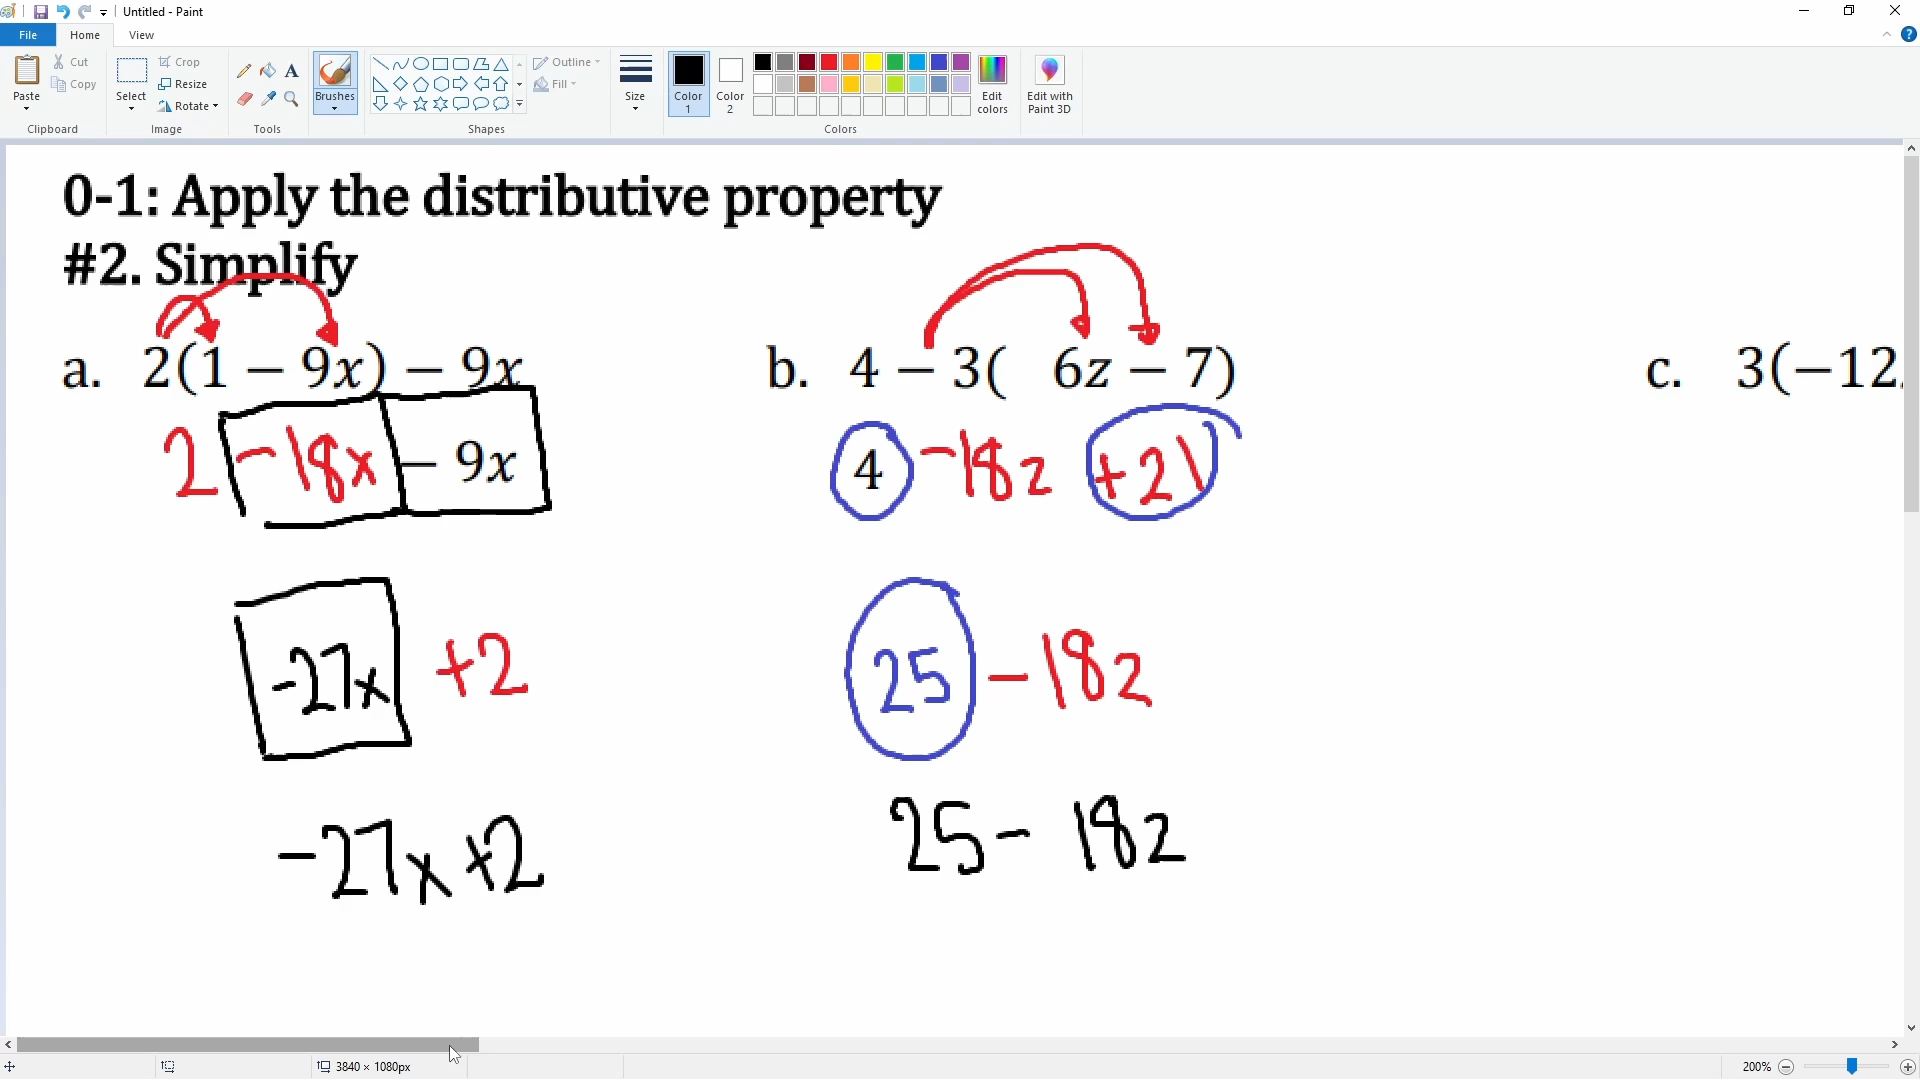 Untitled - Paint
File Home View
Paste
Cut
Copy
Clipboard
Select
Crop
Resize
Rotate
Image
Tools
Brushes
Outline
Fill
Shapes
Size
Color 1
Color 2
Edit colors
Colors
Edit with Paint 3D
0-1: Apply the distributive property
#2. Simplify
a. 2(1 − 9x) − 9x
2 −18x − 9x
-27x +2
-27x +2
b. 4 − 3( 6z − 7)
4 -18z +21
25 -18z
25 - 18z
c. 3(−12
3840 × 1080px
200%